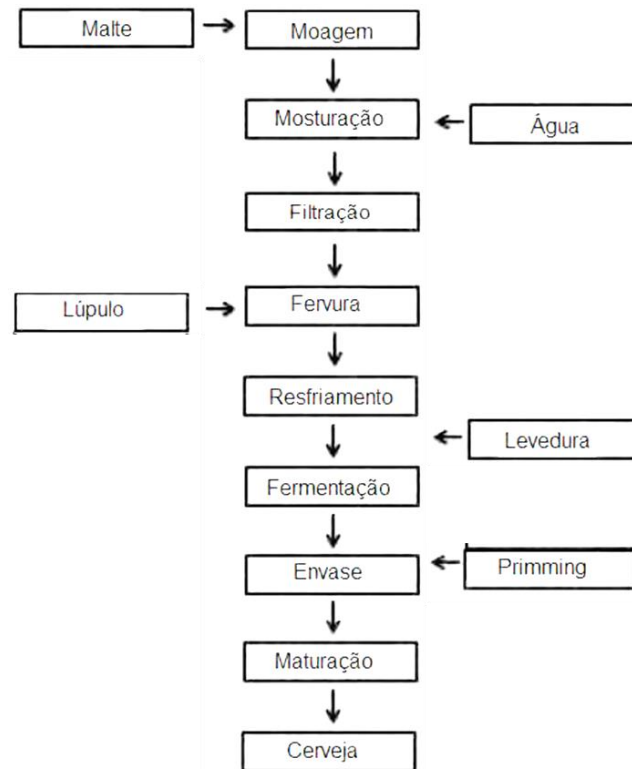 Malte
Moagem
Mosturação
Água
Filtração
Lúpulo
Fervura
Resfriamento
Levedura
Fermentação
Envase
Primming
Maturação
Cerveja